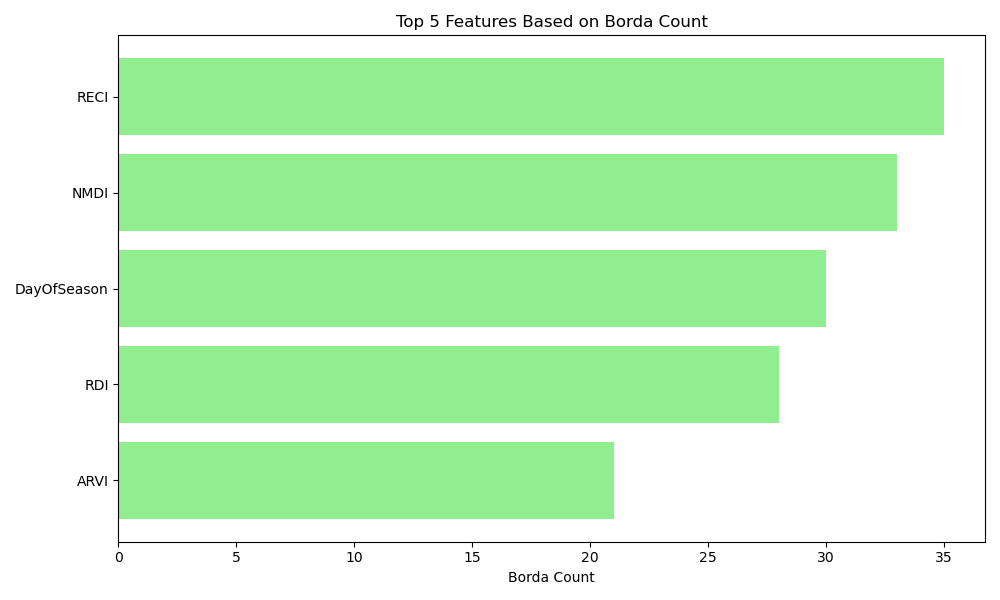 Top 5 Features Based on Borda Count
RECI
NMDI
DayOfSeason
RDI
ARVI
0 5 10 15 20 25 30 35
Borda Count